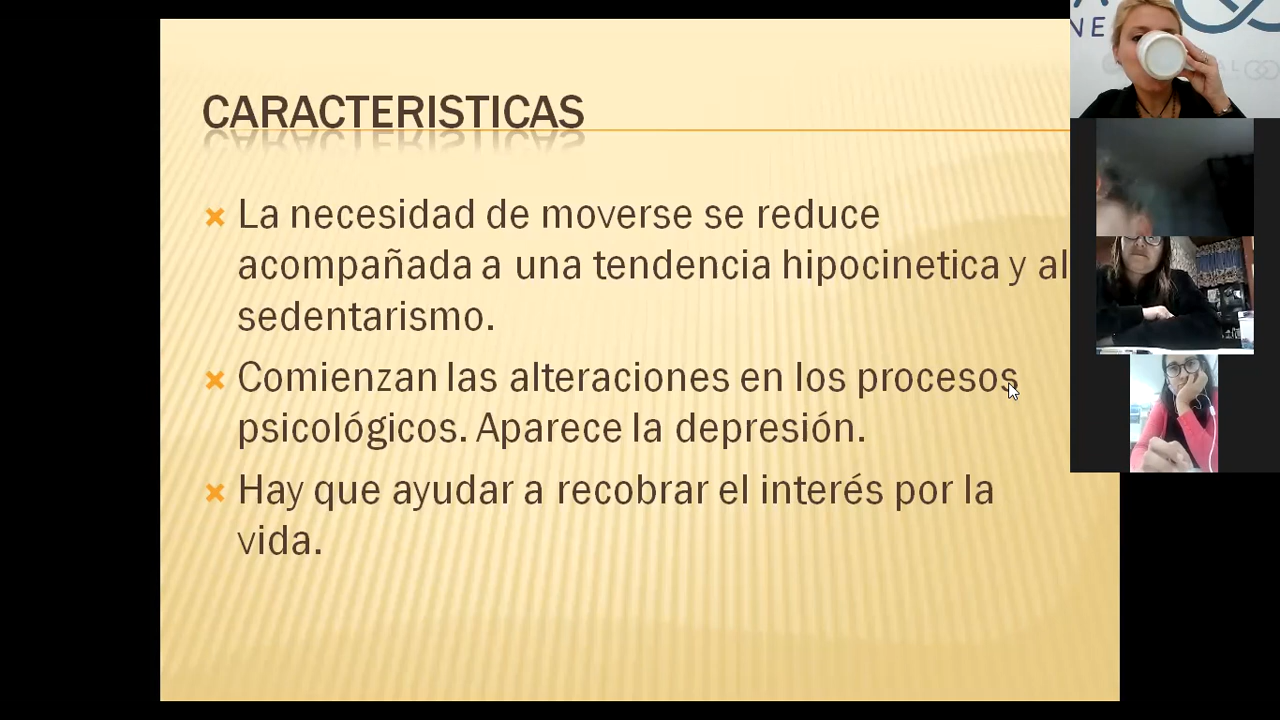 CARACTERISTICAS
La necesidad de moverse se reduce
acompañada a una tendencia hipocinetica y al
sedentarismo.
Comienzan las alteraciones en los procesos
psicológicos. Aparece la depresión.
Hay que ayudar a recobrar el interés por la
vida.